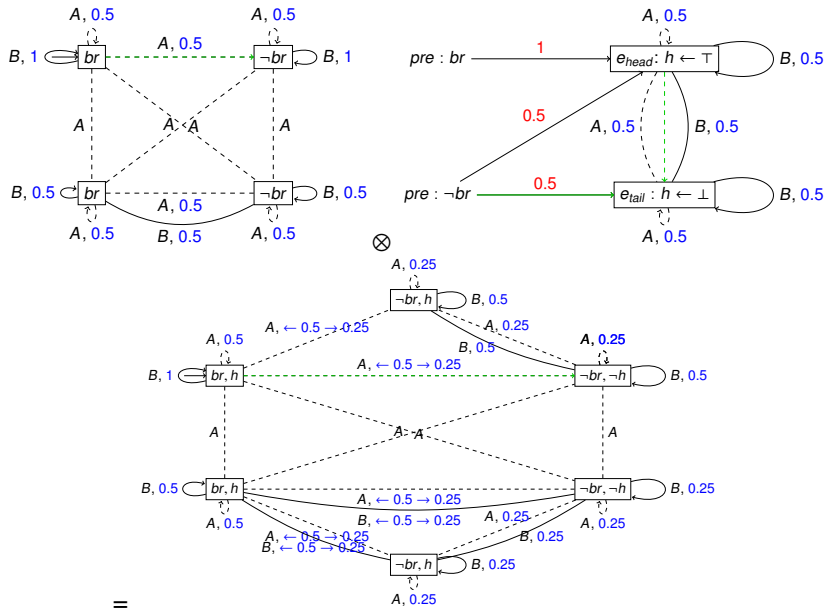 A, 0.5
A, 0.5
A, 0.5
B, 1
br
A, 0.5
¬br
B, 1
pre : br
1
e_head : h ← ⊤
B, 0.5
0.5
A
A
A
A
A, 0.5
B, 0.5
B, 0.5
br
¬br
B, 0.5
pre : ¬br
0.5
e_tail : h ← ⊥
B, 0.5
A, 0.5
A, 0.5
A, 0.5
B, 0.5
A, 0.5
⊗
A, 0.25
¬br, h
B, 0.5
A, ← 0.5 → 0.25
A, 0.25
B, 0.5
A, 0.5
A, 0.25
B, 1
br, h
A, ← 0.5 → 0.25
¬br, ¬h
B, 0.5
A
A
A
A
B, 0.5
br, h
¬br, ¬h
B, 0.25
A, ← 0.5 → 0.25
A, 0.5
B, ← 0.5 → 0.25
A, 0.25
A, 0.25
A, ← 0.5 → 0.25
B, ← 0.5 → 0.25
B, 0.25
¬br, h
B, 0.25
A, 0.25
=